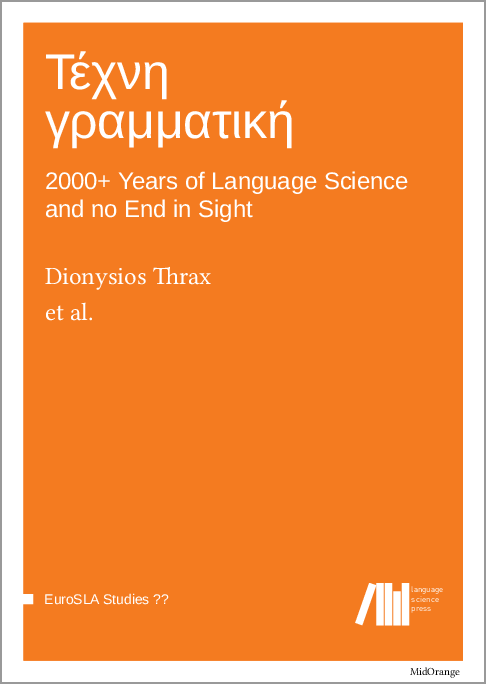 Τέχνη
γραμματική
2000+ Years of Language Science
and no End in Sight
Dionysios Thrax
et al.
EuroSLA Studies ??
language
science
press
MidOrange